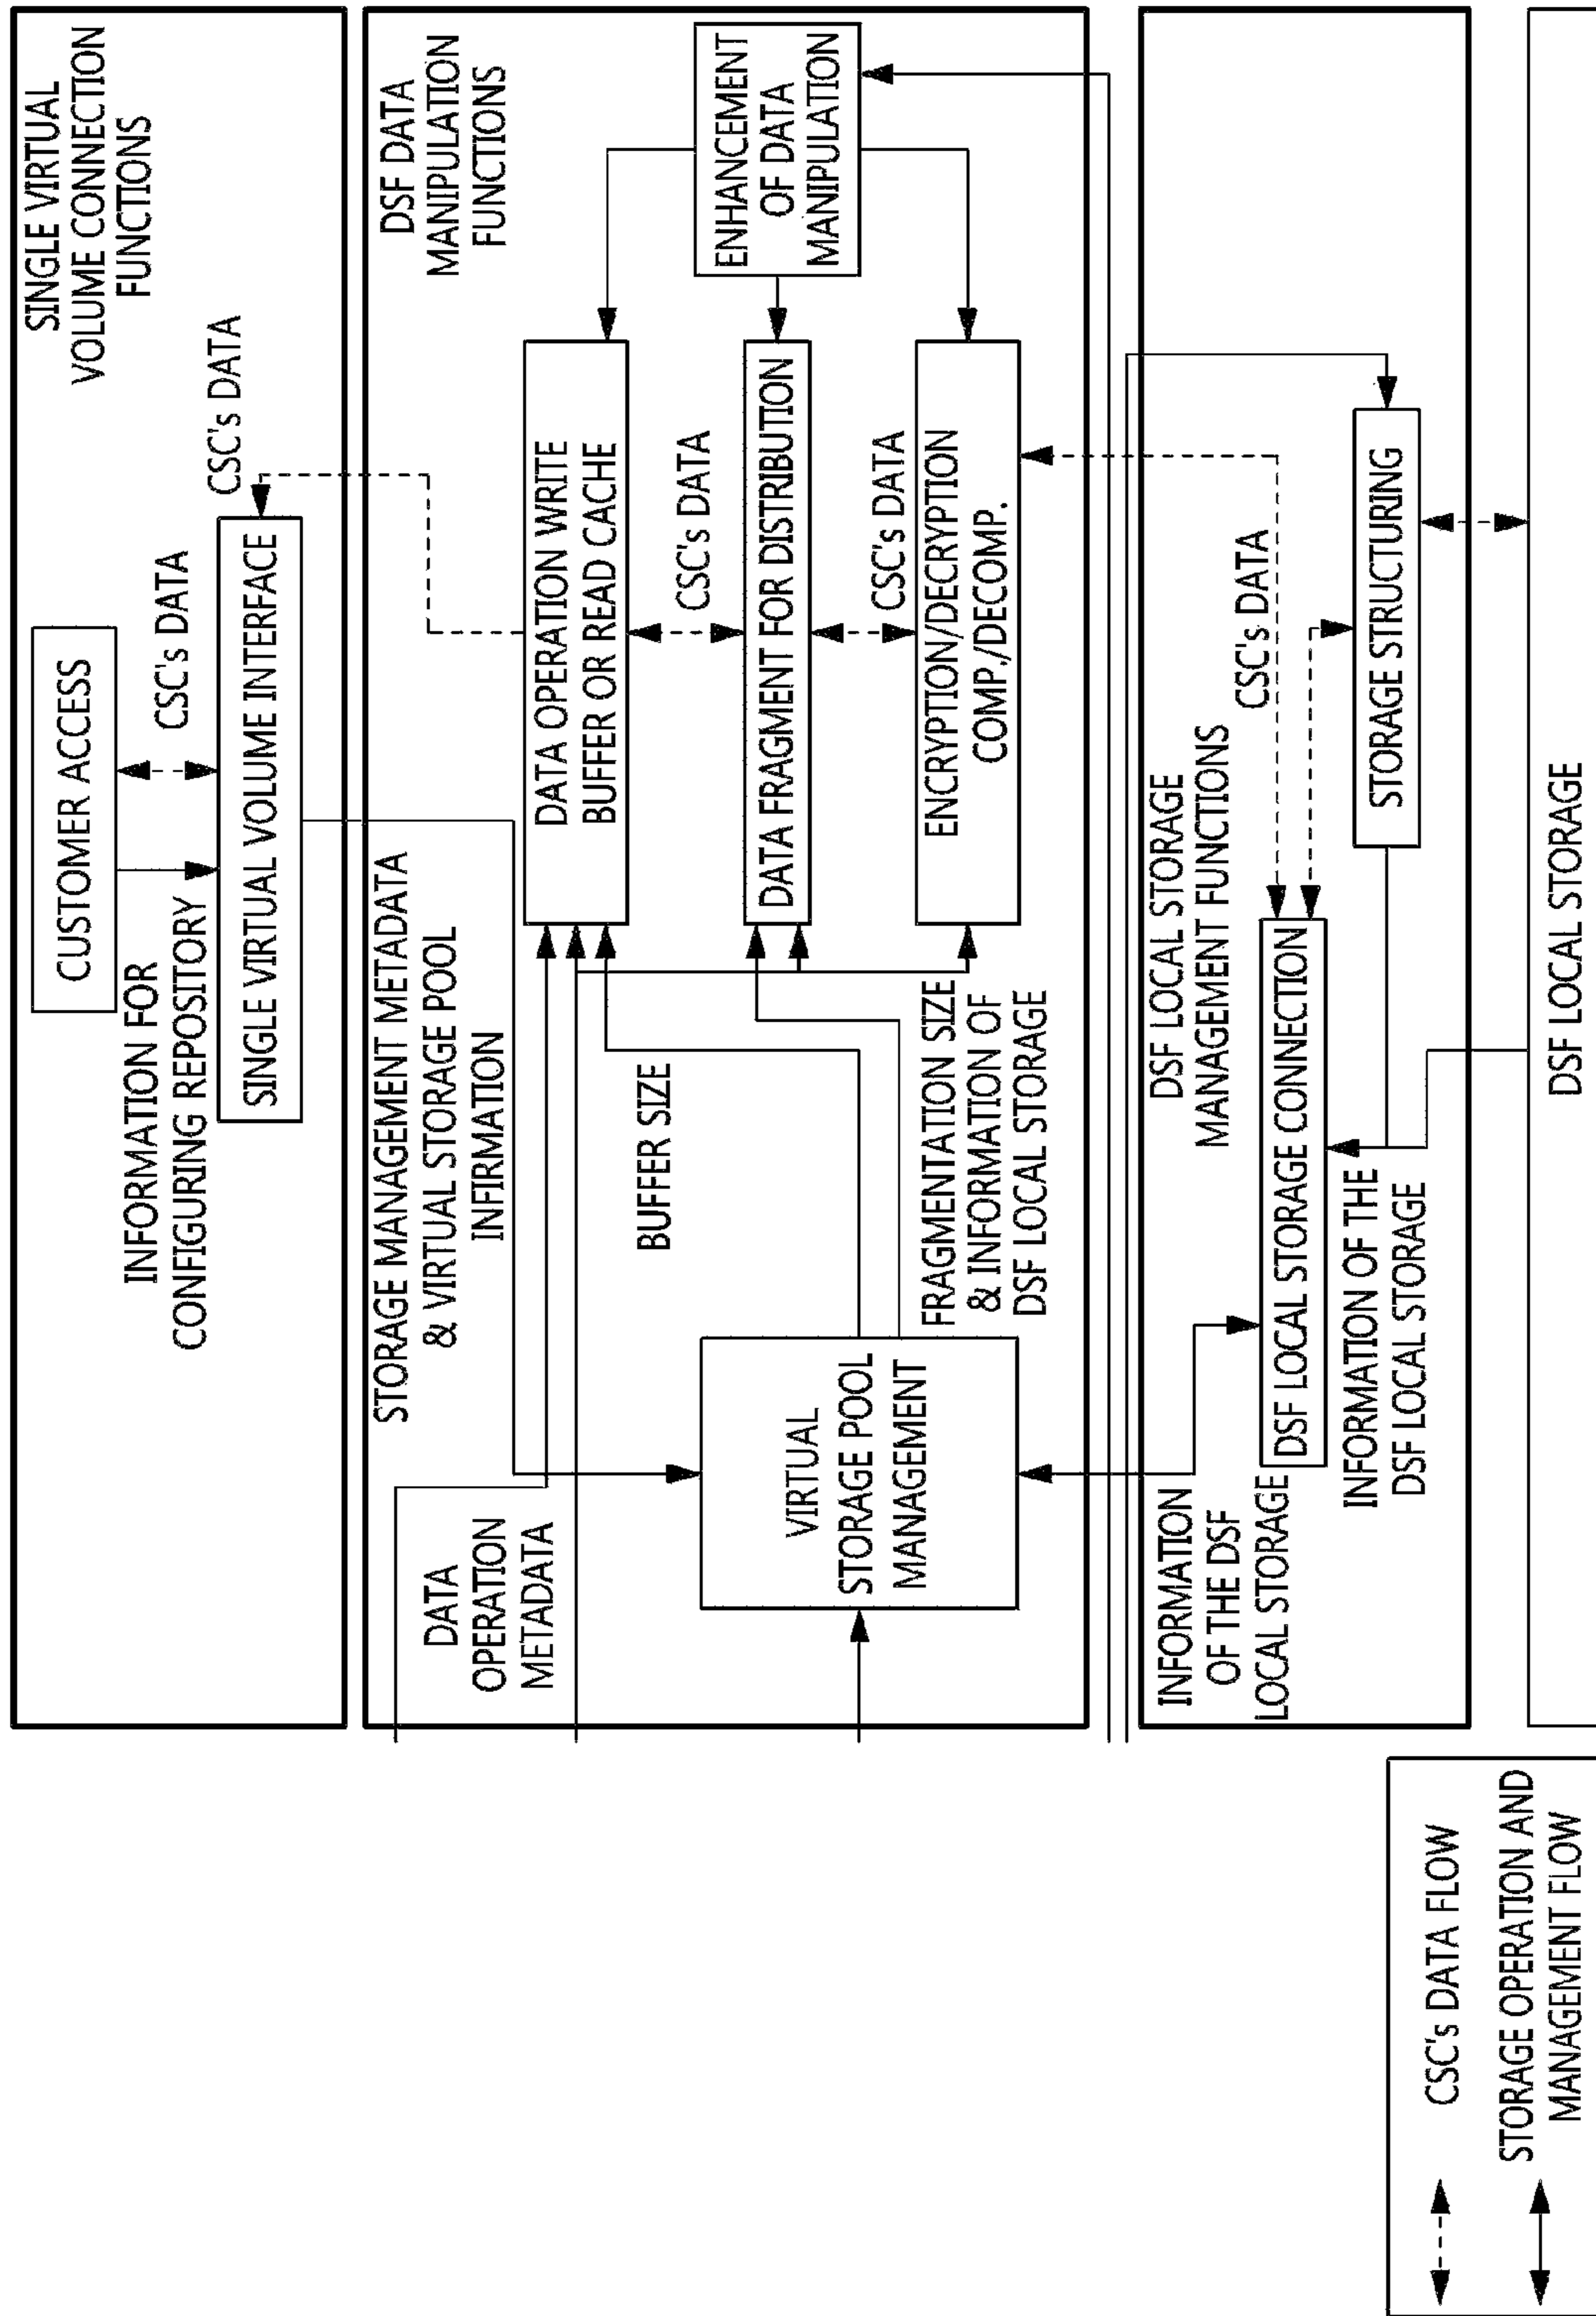 SINGLE VIRTUAL
VOLUME CONNECTION
FUNCTIONS
CUSTOMER ACCESS
CSC's DATA
CSC's DATA
INFORMATION FOR
CONFIGURING REPOSITORY
SINGLE VIRTUAL VOLUME INTERFACE
STORAGE MANAGEMENT METADATA
& VIRTUAL STORAGE POOL
INFIRMATION
DSF DATA
MANIPULATION
FUNCTIONS
DATA
OPERATION
METADATA
DATA OPERATION WRITE
BUFFER OR READ CACHE
BUFFER SIZE
CSC's DATA
ENHANCEMENT
OF DATA
MANIPULATION
VIRTUAL
STORAGE POOL
MANAGEMENT
DATA FRAGMENT FOR DISTRIBUTION
CSC's DATA
FRAGMENTATION SIZE
& INFORMATION OF
DSF LOCAL STORAGE
ENCRYPTION/DECRYPTION
COMP./DECOMP.
INFORMATION
OF THE DSF
LOCAL STORAGE
DSF LOCAL STORAGE
MANAGEMENT FUNCTIONS
CSC's DATA
DSF LOCAL STORAGE CONNECTION
INFORMATION OF THE
DSF LOCAL STORAGE
STORAGE STRUCTURING
DSF LOCAL STORAGE
CSC's DATA FLOW
STORAGE OPERATION AND
MANAGEMENT FLOW